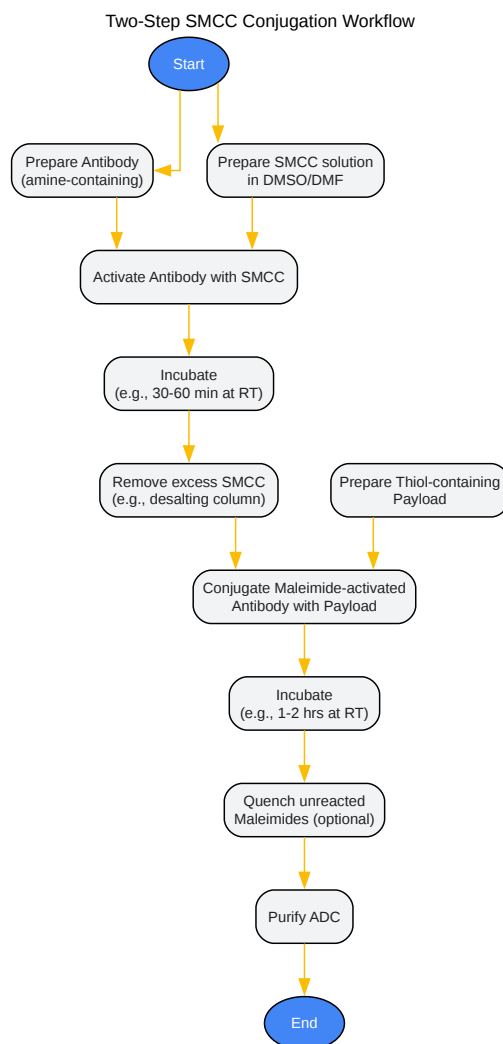 Two-Step SMCC Conjugation Workflow
Start
Prepare Antibody
(amine-containing)
Prepare SMCC solution
in DMSO/DMF
Activate Antibody with SMCC
Incubate
(e.g., 30-60 min at RT)
Remove excess SMCC
(e.g., desalting column)
Prepare Thiol-containing
Payload
Conjugate Maleimide-activated
Antibody with Payload
Incubate
(e.g., 1-2 hrs at RT)
Quench unreacted
Maleimides (optional)
Purify ADC
End